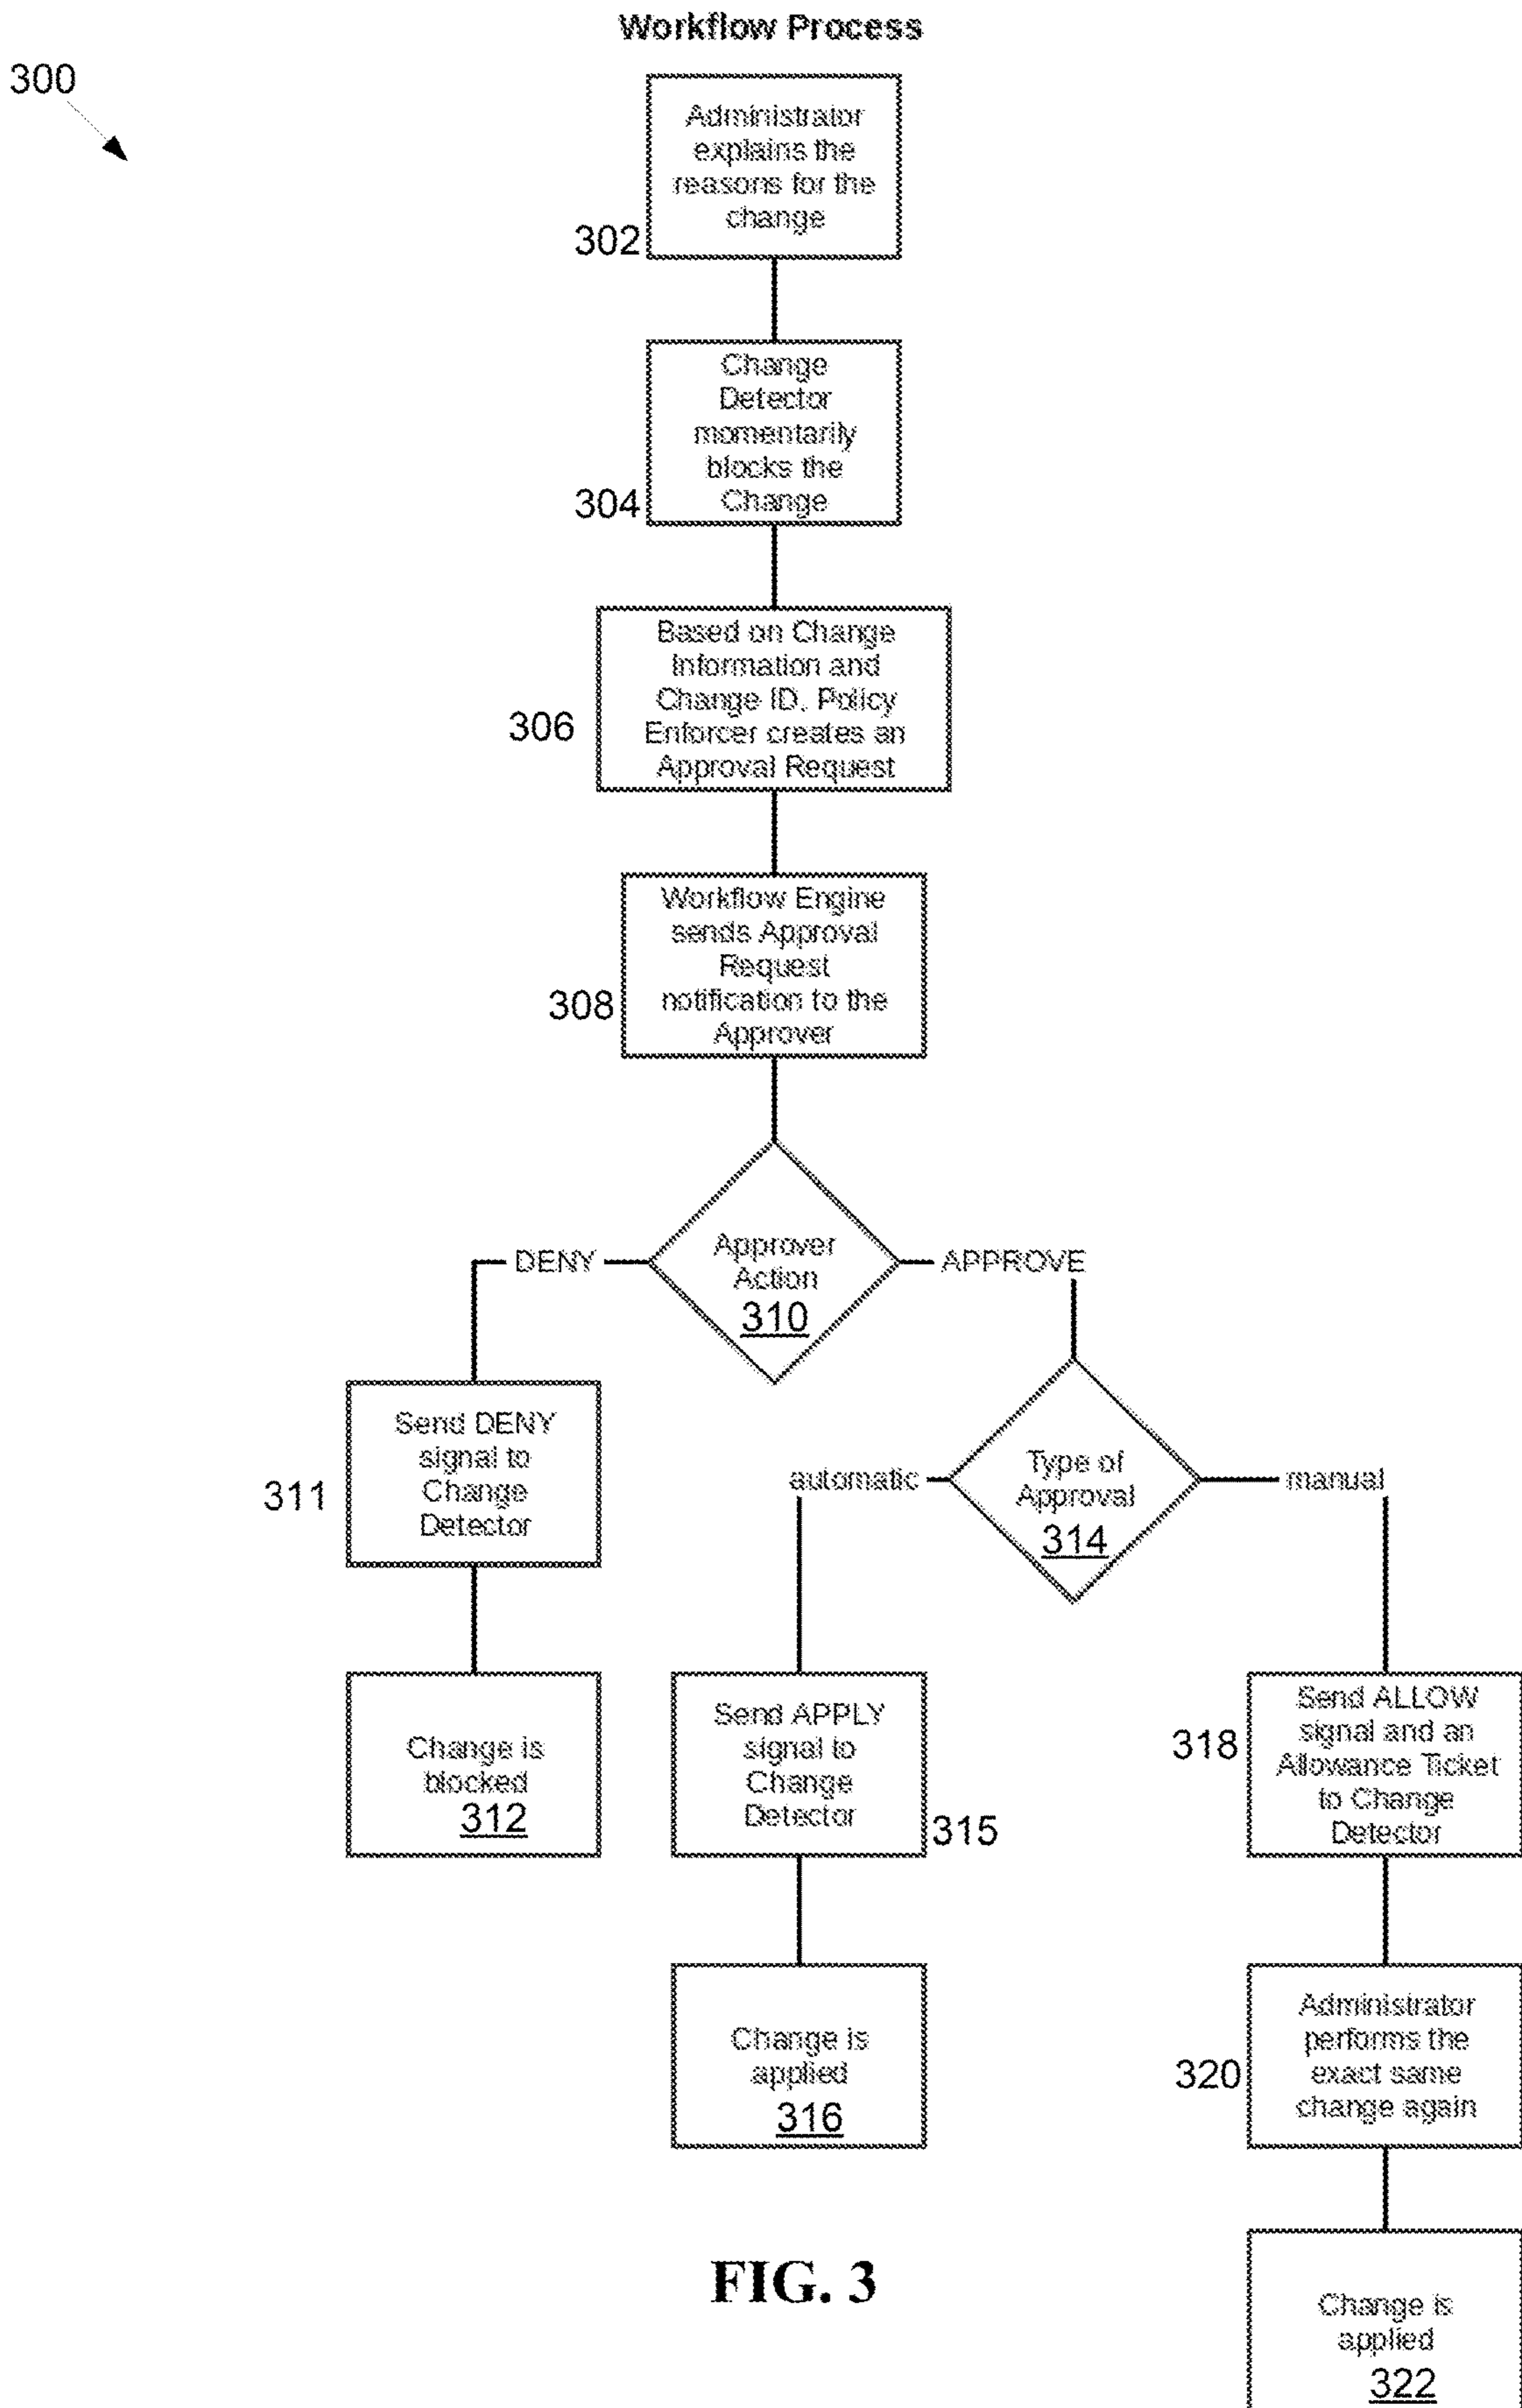 Workflow Process
300
Administrator
explains the
reasons for the
change
302
Change
Detector
momentarily
blocks the
Change
304
Based on Change
Information and
Change ID, Policy
Enforcer creates an
Approval Request
306
Workflow Engine
sends Approval
Request
notification to the
Approver
308
Approver
Action
310
DENY
APPROVE
Send DENY
signal to
Change
Detector
311
Change is
blocked
312
Type of
Approval
314
automatic
manual
Send APPLY
signal to
Change
Detector
315
Change is
applied
316
Send ALLOW
signal and an
Allowance Ticket
to Change
Detector
318
Administrator
performs the
exact same
change again
320
Change is
applied
322
FIG. 3